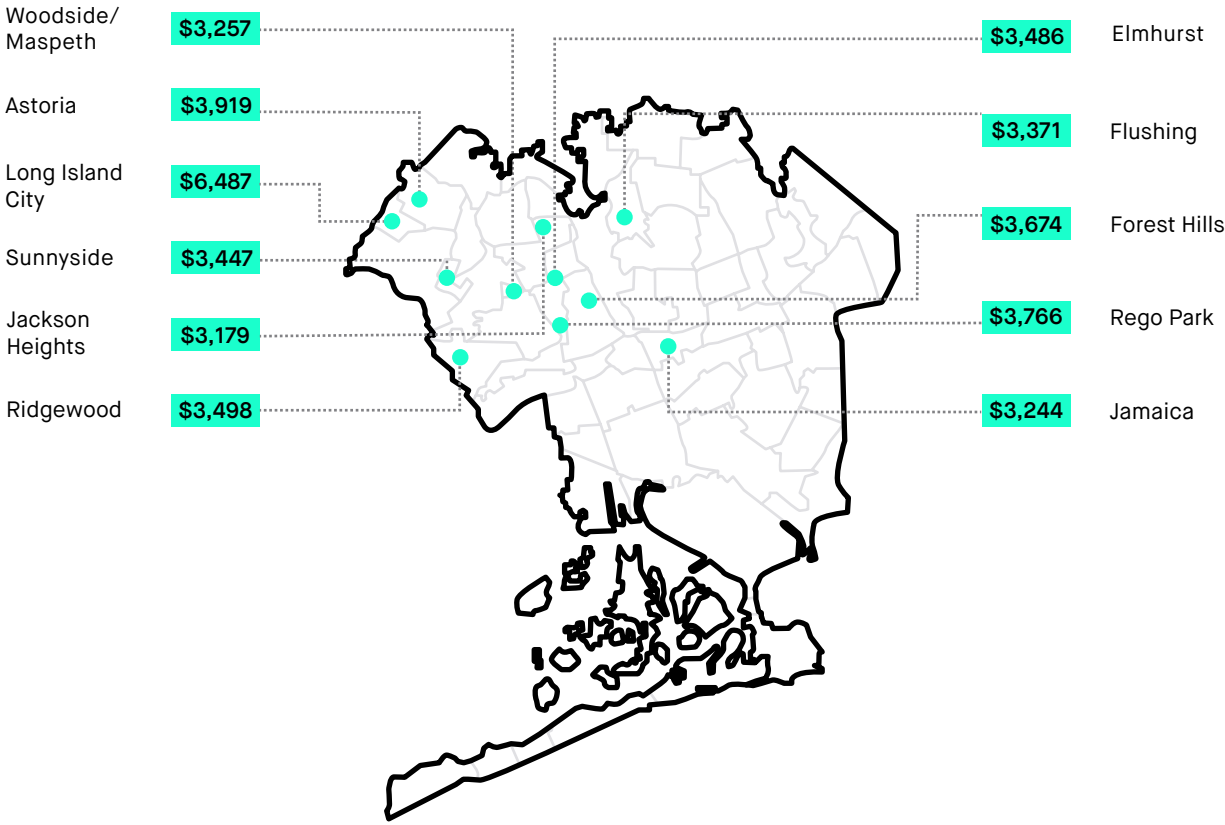 Woodside/
Maspeth
$3,257
Astoria
$3,919
Long Island
City
$6,487
Sunnyside
$3,447
Jackson
Heights
$3,179
Ridgewood
$3,498
$3,486
Elmhurst
$3,371
Flushing
$3,674
Forest Hills
$3,766
Rego Park
$3,244
Jamaica